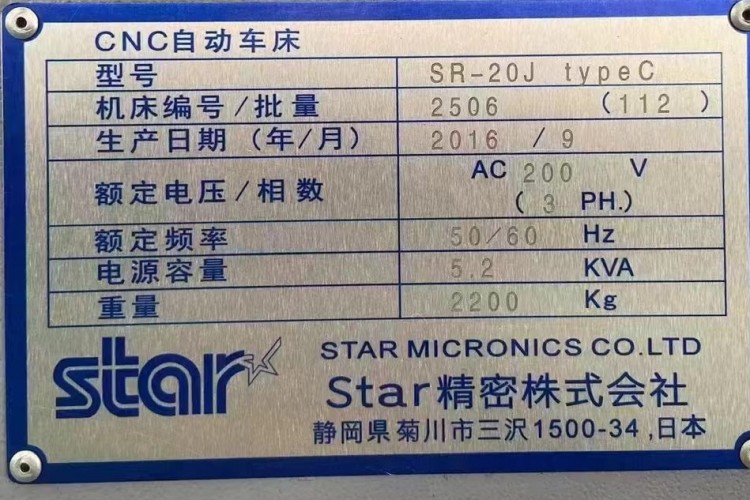 CNC自动车床
型号 SR-20J typeC
机床编号/批量 2506 (112 )
生产日期 (年/月) 2016 / 9
额定电压/相数 AC 200 V
( 3 PH.)
额定频率 50/60 Hz
电源容量 5.2 KVA
重量 2200 Kg
star STAR MICRONICS CO.LTD
Star精密株式会社
静岡県菊川市三沢1500-34 ,日本